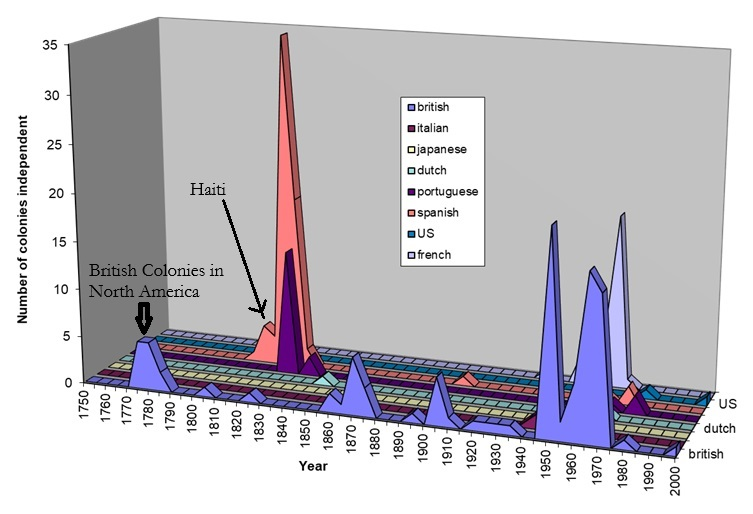 35
30
25
20
15
10
5
0
Number of colonies independent
Haiti
British Colonies in
North America
british
italian
japanese
dutch
portuguese
spanish
US
french
1750
1760
1770
1780
1790
1800
1810
1820
1830
1840
1850
1860
1870
1880
1890
1900
1910
1920
1930
1940
1950
1960
1970
1980
1990
2000
Year
US
dutch
british